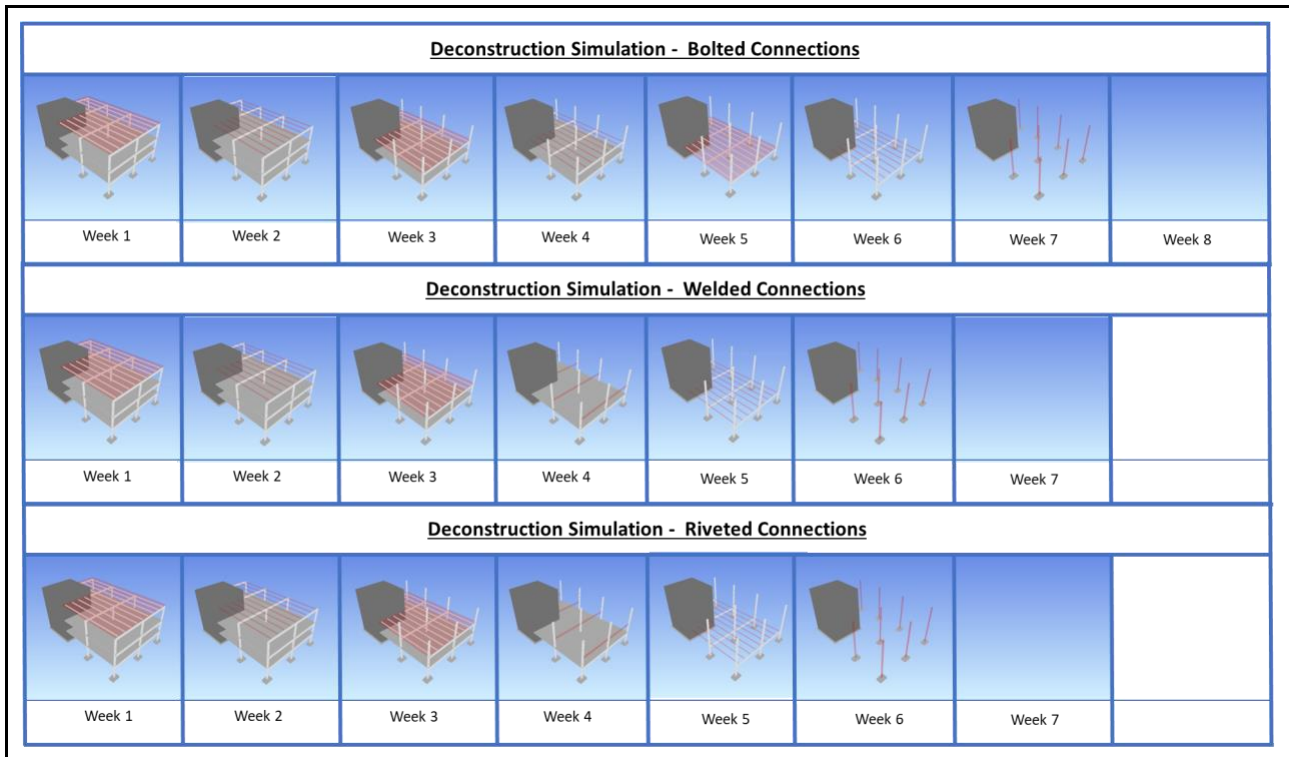 Deconstruction Simulation - Bolted Connections
Week 1 Week 2 Week 3 Week 4 Week 5 Week 6 Week 7 Week 8
Deconstruction Simulation - Welded Connections
Week 1 Week 2 Week 3 Week 4 Week 5 Week 6 Week 7
Deconstruction Simulation - Riveted Connections
Week 1 Week 2 Week 3 Week 4 Week 5 Week 6 Week 7